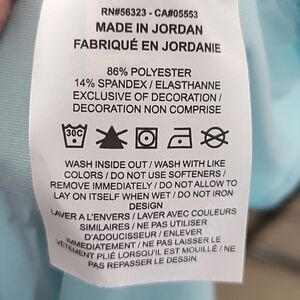 RN#56323 - CA#05553
MADE IN JORDAN
FABRIQUÉ EN JORDANIE
86% POLYESTER
14% SPANDEX / ELASTHANNE
EXCLUSIVE OF DECORATION /
DECORATION NON COMPRISE
30C
WASH INSIDE OUT / WASH WITH LIKE
COLORS / DO NOT USE SOFTENERS /
REMOVE IMMEDIATELY / DO NOT ALLOW TO
LAY ON ITSELF WHEN WET / DO NOT IRON
DESIGN
LAVER A L'ENVERS / LAVER AVEC COULEURS
SIMILAIRES / NE PAS UTILISER
D'ADOUCISSEUR / ENLEVER
IMMEDIATEMENT / NE PAS LAISSER LE
VÊTEMENT PLIÉ LORSQU'IL EST MOUILLÉ / NE
PAS REPASSER LE DESSIN